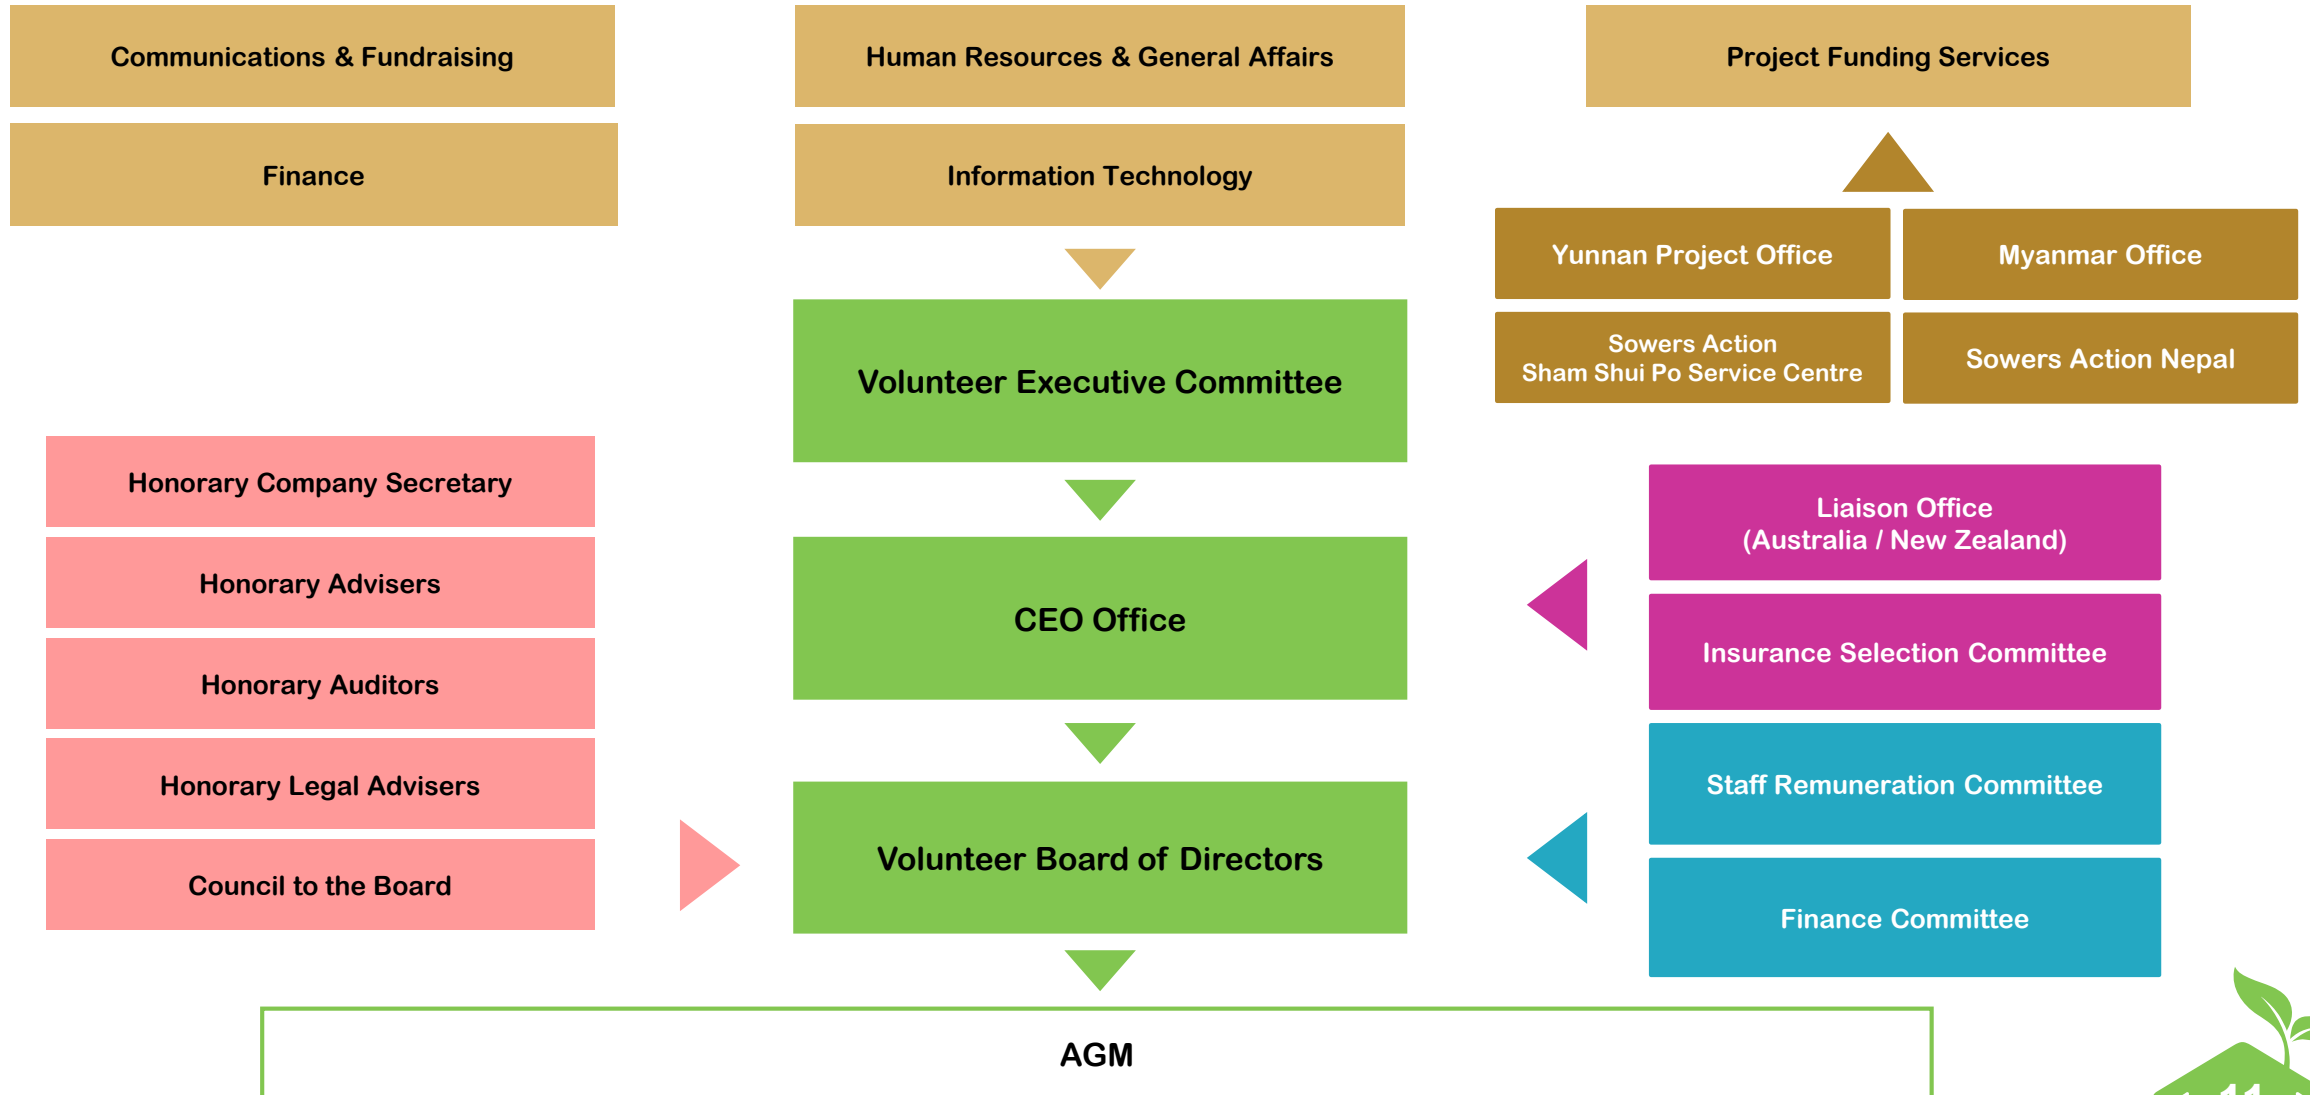 Communications & Fundraising
Human Resources & General Affairs
Project Funding Services
Finance
Information Technology
Yunnan Project Office
Myanmar Office
Sowers Action
Sham Shui Po Service Centre
Sowers Action Nepal
Volunteer Executive Committee
Honorary Company Secretary
Honorary Advisers
Honorary Auditors
Honorary Legal Advisers
Council to the Board
CEO Office
Liaison Office
(Australia / New Zealand)
Insurance Selection Committee
Staff Remuneration Committee
Finance Committee
Volunteer Board of Directors
AGM
11